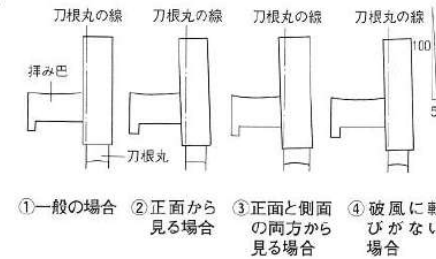 刀根丸の線
刀根丸の線
刀根丸の線
刀根丸の線
拝み巴
100
刀根丸
①一般の場合
②正面から
見る場合
③正面と側面
の両方から
見る場合
④破風に転
びがな
場合